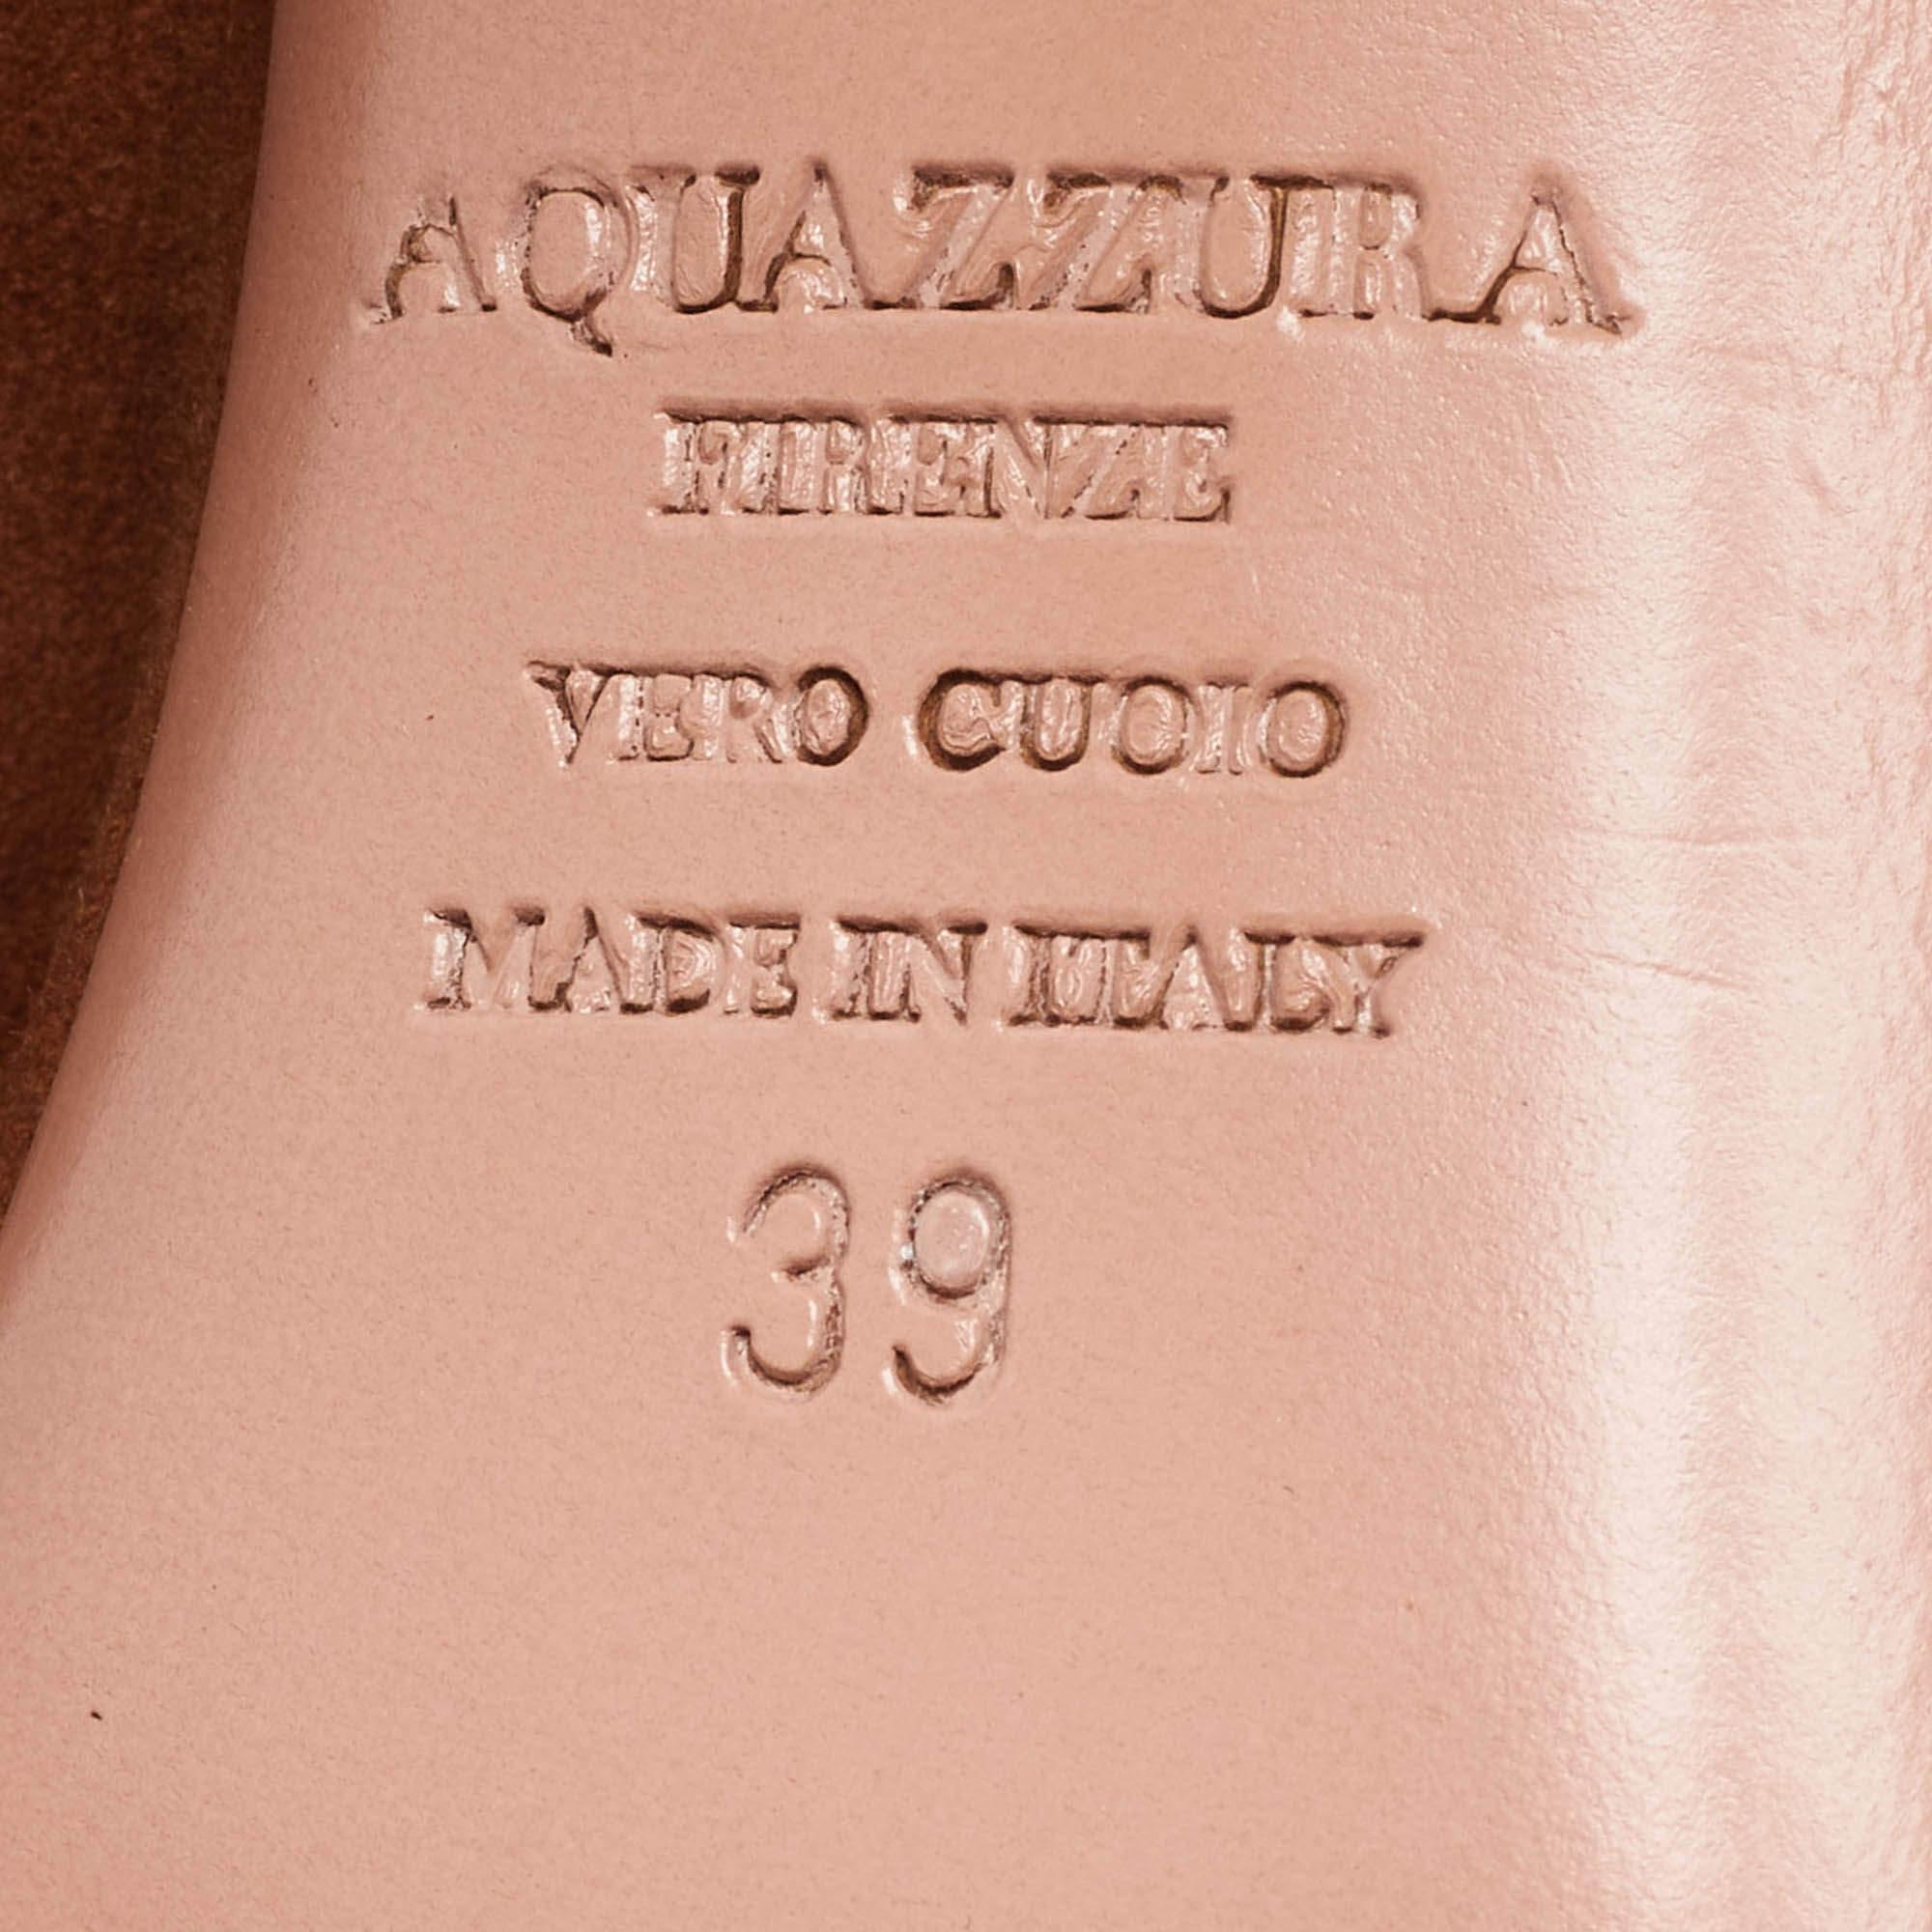 AQUAZZURA
FIRENZE
VERO CUOIO
MADE IN ITALY
39